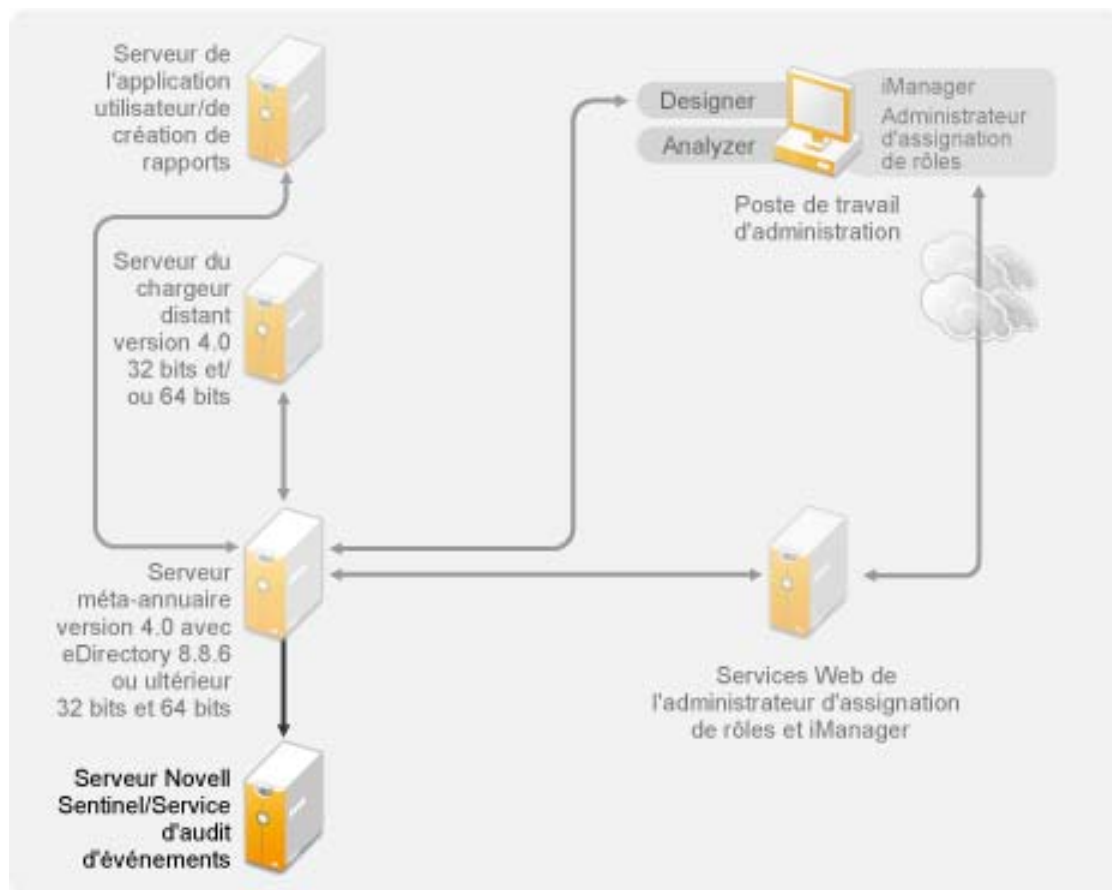 Serveur de
l'application
utilisateur/de
création de
rapports
Designer
Analyzer
iManager
Administrateur
d'assignation
de rôles
Poste de travail
d'administration
Serveur du
chargeur
distant
version 4.0
32 bits et/
ou 64 bits
Serveur
méta-annuaire
version 4.0 avec
eDirectory 8.8.6
ou ultérieur
32 bits et 64 bits
Services Web de
l'administrateur d'assignation
de rôles et iManager
Serveur Novell
Sentinel/Service
d'audit
d'événements